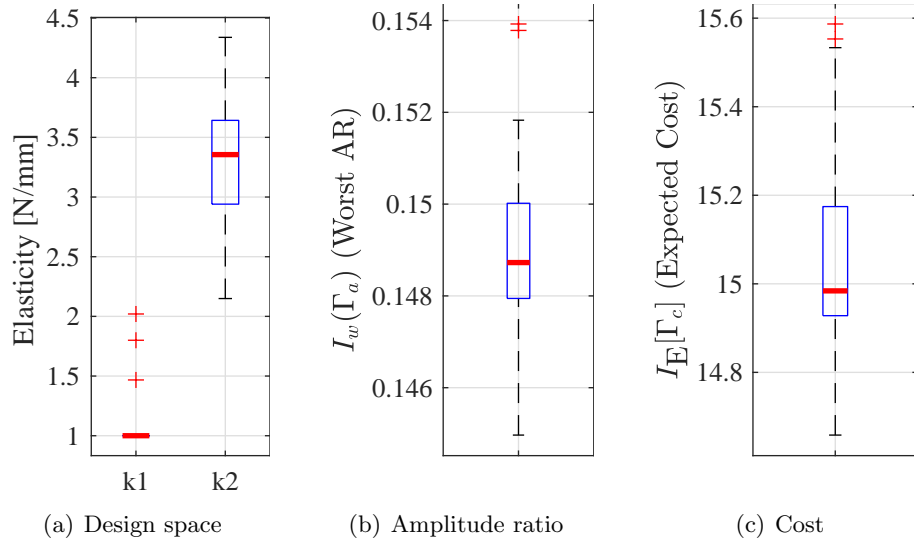 Elasticity [N/mm]
4.5
4
3.5
3
2.5
2
1.5
1
k1
k2
(a) Design space
I_w(Γ_a) (Worst AR)
0.154
0.152
0.15
0.148
0.146
(b) Amplitude ratio
I_E[Γ_c] (Expected Cost)
15.6
15.4
15.2
15
14.8
(c) Cost